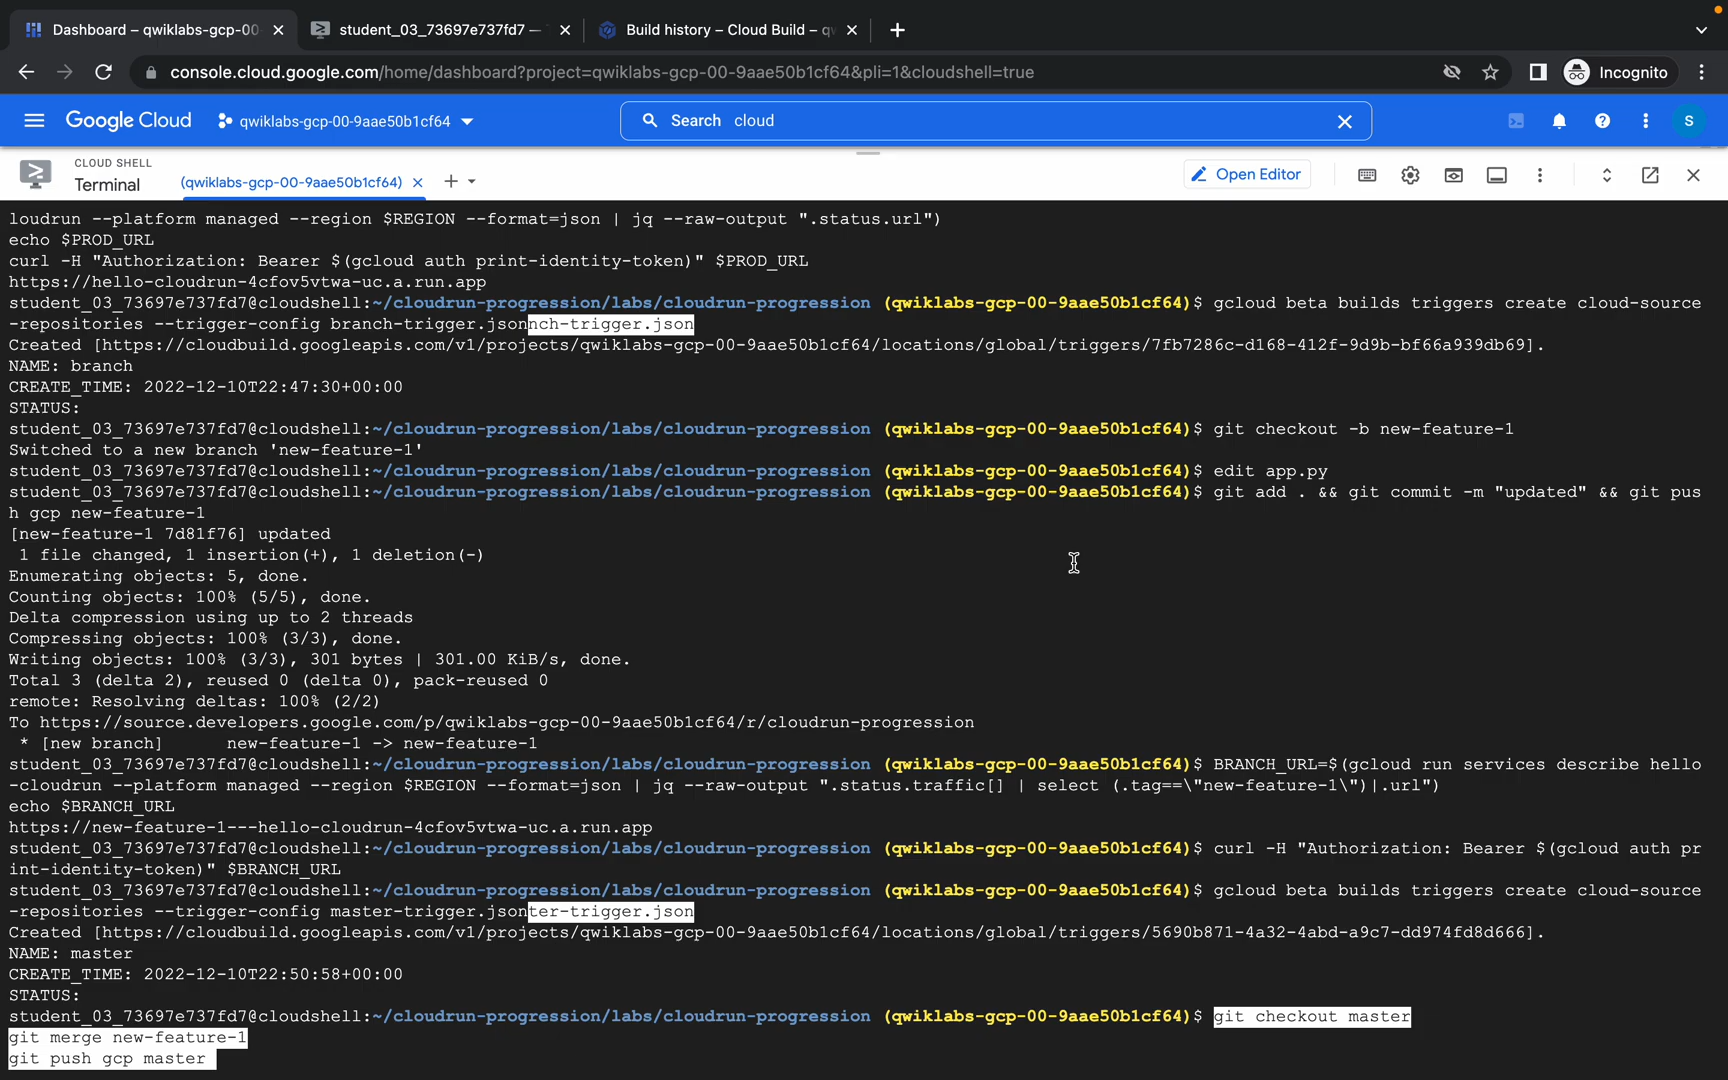 Dashboard – qwiklabs-gcp-00
student_03_73697e737fd7 —
Build history – Cloud Build – qw
console.cloud.google.com/home/dashboard?project=qwiklabs-gcp-00-9aae50b1cf64&pli=1&cloudshell=true
Incognito
Google Cloud
qwiklabs-gcp-00-9aae50b1cf64
Search cloud
S
CLOUD SHELL
Terminal
(qwiklabs-gcp-00-9aae50b1cf64)
Open Editor
loudrun --platform managed --region $REGION --format=json | jq --raw-output ".status.url")
echo $PROD_URL
curl -H "Authorization: Bearer $(gcloud auth print-identity-token)" $PROD_URL
https://hello-cloudrun-4cfov5vtwa-uc.a.run.app
student_03_73697e737fd7@cloudshell:~/cloudrun-progression/labs/cloudrun-progression (qwiklabs-gcp-00-9aae50b1cf64)$ gcloud beta builds triggers create cloud-source
-repositories --trigger-config branch-trigger.jsonnch-trigger.json
Created [https://cloudbuild.googleapis.com/v1/projects/qwiklabs-gcp-00-9aae50b1cf64/locations/global/triggers/7fb7286c-d168-412f-9d9b-bf66a939db69].
NAME: branch
CREATE_TIME: 2022-12-10T22:47:30+00:00
STATUS:
student_03_73697e737fd7@cloudshell:~/cloudrun-progression/labs/cloudrun-progression (qwiklabs-gcp-00-9aae50b1cf64)$ git checkout -b new-feature-1
Switched to a new branch 'new-feature-1'
student_03_73697e737fd7@cloudshell:~/cloudrun-progression/labs/cloudrun-progression (qwiklabs-gcp-00-9aae50b1cf64)$ edit app.py
student_03_73697e737fd7@cloudshell:~/cloudrun-progression/labs/cloudrun-progression (qwiklabs-gcp-00-9aae50b1cf64)$ git add . && git commit -m "updated" && git pus
h gcp new-feature-1
[new-feature-1 7d81f76] updated
 1 file changed, 1 insertion(+), 1 deletion(-)
Enumerating objects: 5, done.
Counting objects: 100% (5/5), done.
Delta compression using up to 2 threads
Compressing objects: 100% (3/3), done.
Writing objects: 100% (3/3), 301 bytes | 301.00 KiB/s, done.
Total 3 (delta 2), reused 0 (delta 0), pack-reused 0
remote: Resolving deltas: 100% (2/2)
To https://source.developers.google.com/p/qwiklabs-gcp-00-9aae50b1cf64/r/cloudrun-progression
 * [new branch]      new-feature-1 -> new-feature-1
student_03_73697e737fd7@cloudshell:~/cloudrun-progression/labs/cloudrun-progression (qwiklabs-gcp-00-9aae50b1cf64)$ BRANCH_URL=$(gcloud run services describe hello
-cloudrun --platform managed --region $REGION --format=json | jq --raw-output ".status.traffic[] | select (.tag==\"new-feature-1\")|.url")
echo $BRANCH_URL
https://new-feature-1---hello-cloudrun-4cfov5vtwa-uc.a.run.app
student_03_73697e737fd7@cloudshell:~/cloudrun-progression/labs/cloudrun-progression (qwiklabs-gcp-00-9aae50b1cf64)$ curl -H "Authorization: Bearer $(gcloud auth pr
int-identity-token)" $BRANCH_URL
student_03_73697e737fd7@cloudshell:~/cloudrun-progression/labs/cloudrun-progression (qwiklabs-gcp-00-9aae50b1cf64)$ gcloud beta builds triggers create cloud-source
-repositories --trigger-config master-trigger.jsonter-trigger.json
Created [https://cloudbuild.googleapis.com/v1/projects/qwiklabs-gcp-00-9aae50b1cf64/locations/global/triggers/5690b871-4a32-4abd-a9c7-dd974fd8d666].
NAME: master
CREATE_TIME: 2022-12-10T22:50:58+00:00
STATUS:
student_03_73697e737fd7@cloudshell:~/cloudrun-progression/labs/cloudrun-progression (qwiklabs-gcp-00-9aae50b1cf64)$ git checkout master
git merge new-feature-1
git push gcp master